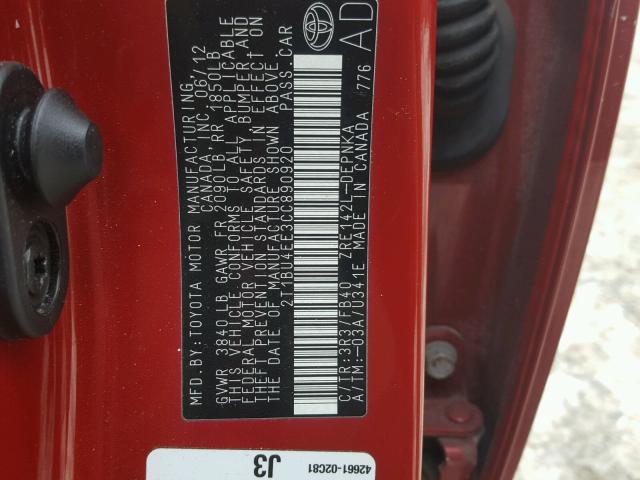 MFD.BY:TOYOTA MOTOR MANUFACTURING
CANADA, INC. 06/12
GVWR 3840LB GAWR FR 2090LB,RR 1850LB
THIS VEHICLE CONFORMS TO ALL APPLICABLE
FEDERAL MOTOR VEHICLE SAFETY, BUMPER AND
THEFT PREVENTION STANDARDS IN EFFECT ON
THE DATE OF MANUFACTURE SHOWN ABOVE.
2T1BU4EE3CC890920 PASS.CAR
C/TR:3R3/FB40 ZRE142L-DEPNKA
A/TM:-03A/U341E MADE IN CANADA 776
AD
J3
42661-02C81